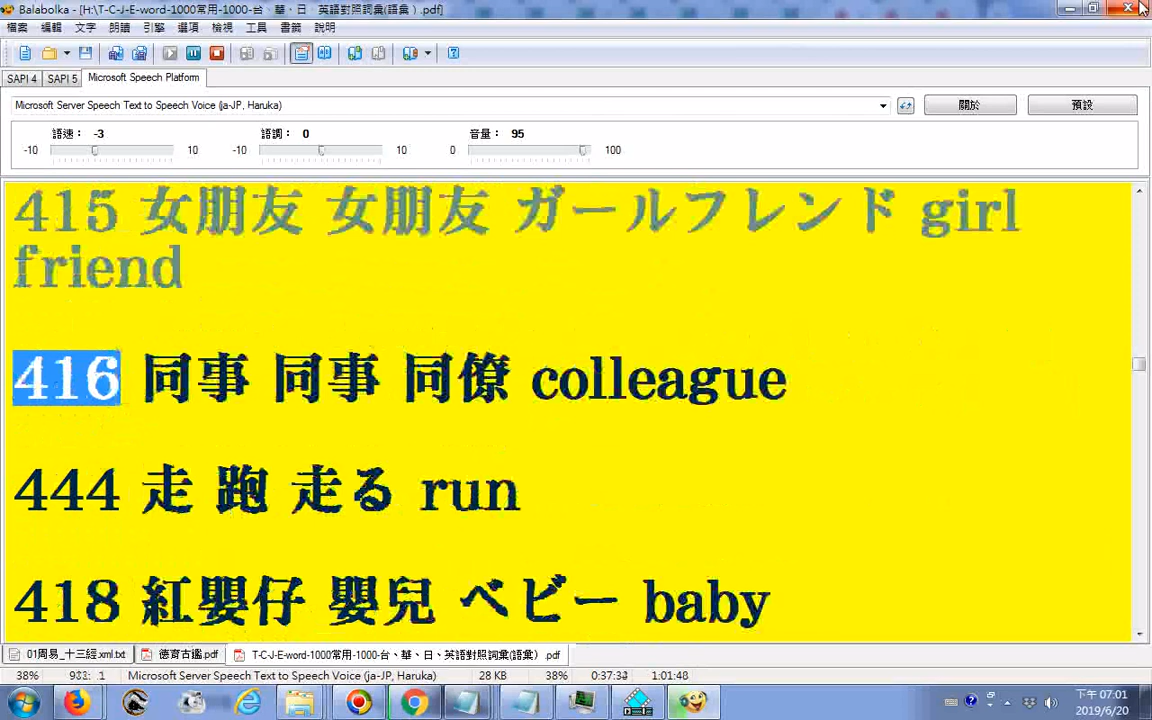 Balabolka - [H:\T-C-J-E-word-1000常用-1000-台、華、日、英語對照詞彙(語彙 ) .pdf]
檔案 編輯 文字 朗讀 引擎 選項 檢視 工具 書籤 說明
SAPI 4 SAPI 5 Microsoft Speech Platform
Microsoft Server Speech Text to Speech Voice (ja-JP, Haruka) 關於 預設
語速： -3 語調： 0 音量： 95
-10 10 -10 10 0 100
415 女朋友 女朋友 ガールフレンド girl
friend
416 同事 同事 同僚 colleague
444 走 跑 走る run
418 紅嬰仔 嬰兒 ベビー baby
01周易_十三經.xml.txt 德育古鑑.pdf T-C-J-E-word-1000常用-1000-台、華、日、英語對照詞彙(語彙 ) .pdf
38% 932: 1 Microsoft Server Speech Text to Speech Voice (ja-JP, Haruka) 28 KB 38% 0:37:33 1:01:48
下午 07:01
2019/6/20